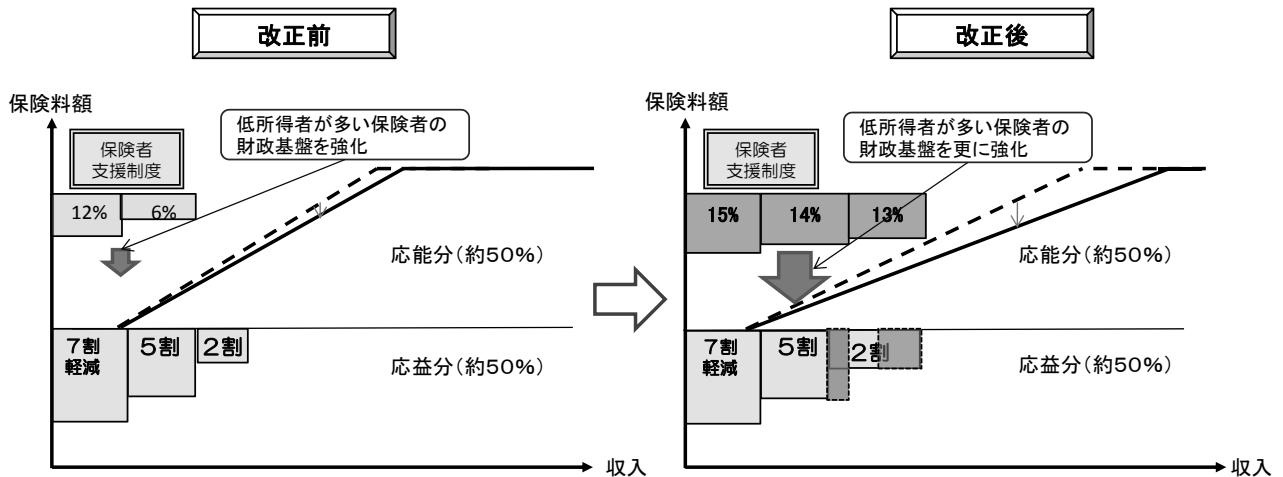 改正前
保険料額
低所得者が多い保険者の
財政基盤を強化
保険者
支援制度
12%
6%
応能分(約50%)
7割
軽減
5割
2割
応益分(約50%)
収入
改正後
保険料額
低所得者が多い保険者の
財政基盤を更に強化
保険者
支援制度
15%
14%
13%
応能分(約50%)
7割
軽減
5割
2割
応益分(約50%)
収入